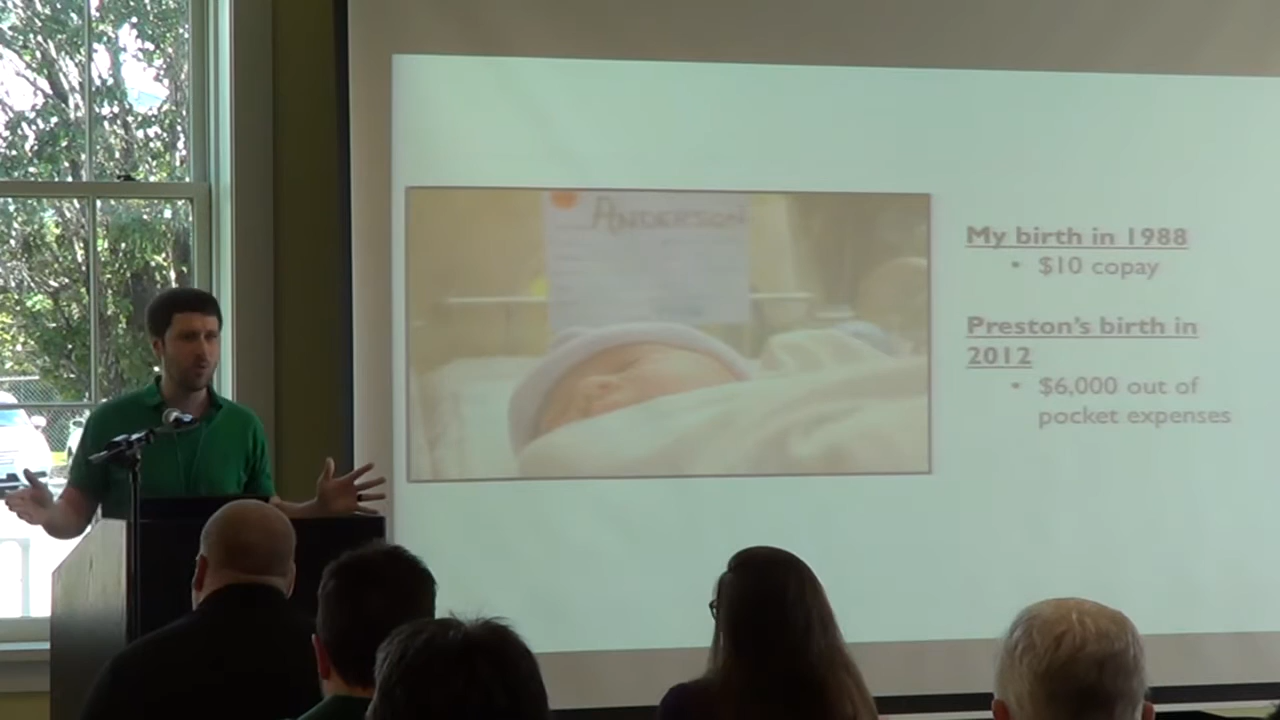 ANDERSON
My birth in 1988
• $10 copay
Preston's birth in
2012
• $6,000 out of
pocket expenses